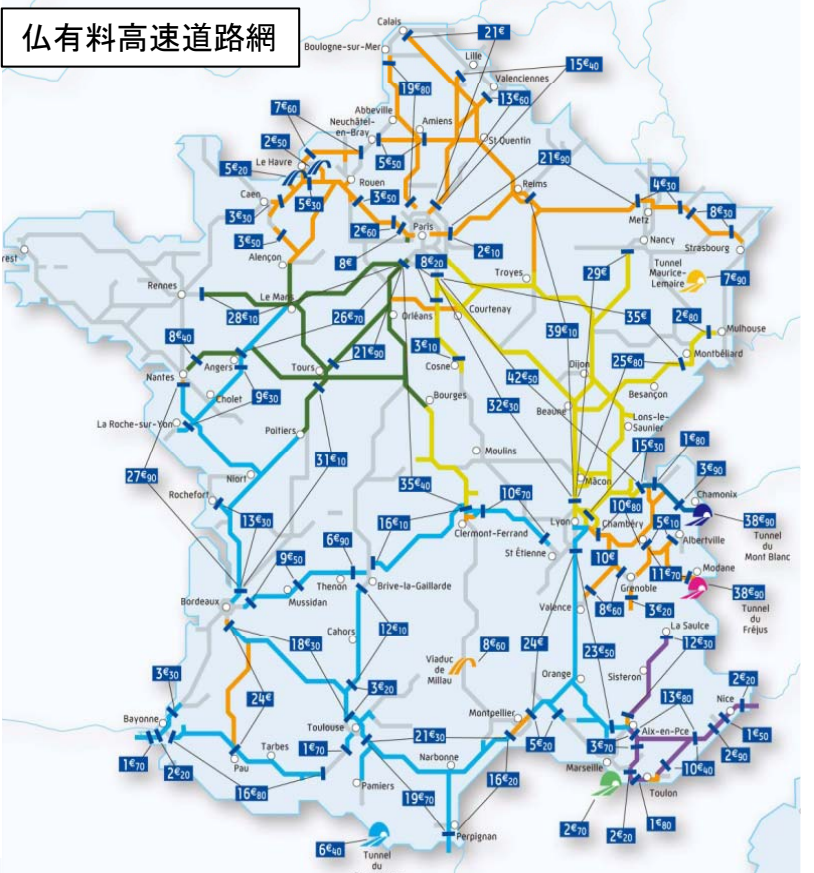 仏有料高速道路網
Calais
21€
Boulogne-sur-Mer
Lille
15€40
Valenciennes
19€80
13€60
7€60
Abbeville
Neuchâtel-
en-Bray
Amiens
2€50
St Quentin
Le Havre
5€20
5€50
21€90
Rouen
Reims
4€30
Caen
5€30
3€50
8€30
3€30
Metz
2€60
Paris
3€50
Nancy
Strasbourg
2€10
Alençon
8€
8€20
29€
Tunnel
Maurice-
Lemaire
7€90
rest
Troyes
Rennes
Le Mans
28€10
26€70
Orléans
Courtenay
39€10
35€
2€80
Mulhouse
8€40
21€90
3€10
25€80
Montbéliard
Angers
Tours
Cosne
42€50
Dijon
Nantes
9€30
Bourges
32€30
Besançon
Cholet
Beaune
La Roche-sur-Yon
Lons-le-
Saunier
Poitiers
15€30
1€80
Moulins
27€90
31€10
3€90
Niort
Mâcon
Chamonix
Rochefort
35€40
10€70
10€80
13€30
Lyon
Chambéry
5€10
38€90
16€10
Clermont-Ferrand
Albertville
Tunnel
du
Mont Blanc
6€90
St Étienne
10€
9€50
11€70
Modane
Thenon
Brive-la-Gaillarde
Grenoble
38€90
Bordeaux
Mussidan
Valence
8€60
3€20
Tunnel
du
Fréjus
12€10
La Saulce
18€30
Cahors
Viaduc
de
Millau
8€60
24€
23€50
12€30
Orange
Sisteron
3€30
3€20
2€20
24€
13€80
Nice
Bayonne
Toulouse
Montpellier
Aix-en-Pce
1€70
21€30
5€20
3€70
1€50
Tarbes
Narbonne
Marseille
2€90
1€70
2€20
Pau
10€40
16€80
Pamiers
16€20
Toulon
19€70
2€70
2€20
1€80
Perpignan
6€40
Tunnel
du